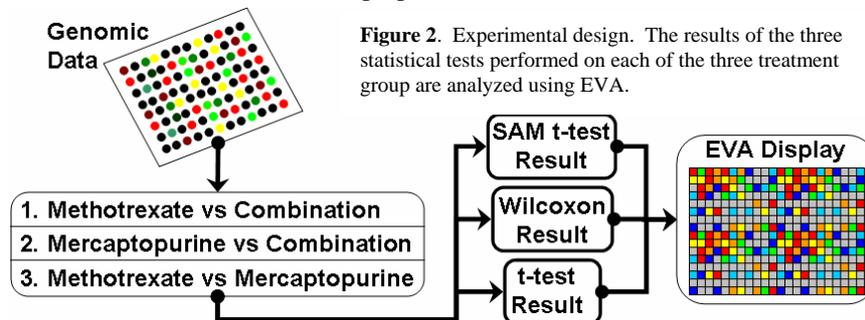 Genomic
Data
Figure 2. Experimental design. The results of the three
statistical tests performed on each of the three treatment
group are analyzed using EVA.
1. Methotrexate vs Combination
2. Mercaptopurine vs Combination
3. Methotrexate vs Mercaptopurine
SAM t-test
Result
Wilcoxon
Result
t-test
Result
EVA Display